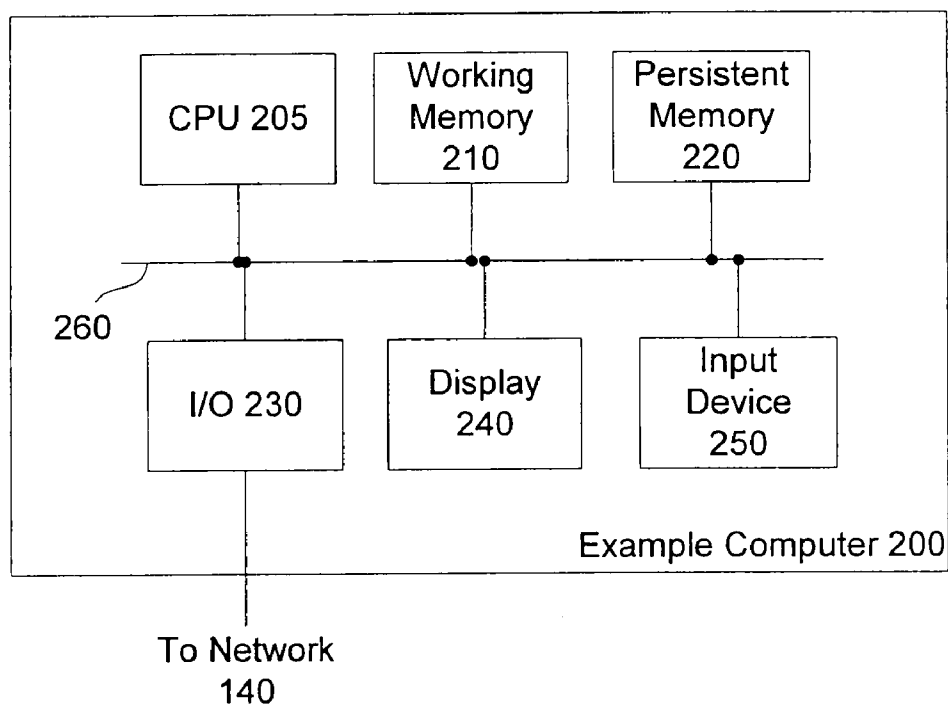 CPU 205
Working
Memory
210
Persistent
Memory
220
260
I/O 230
Display
240
Input
Device
250
Example Computer 200
To Network
140